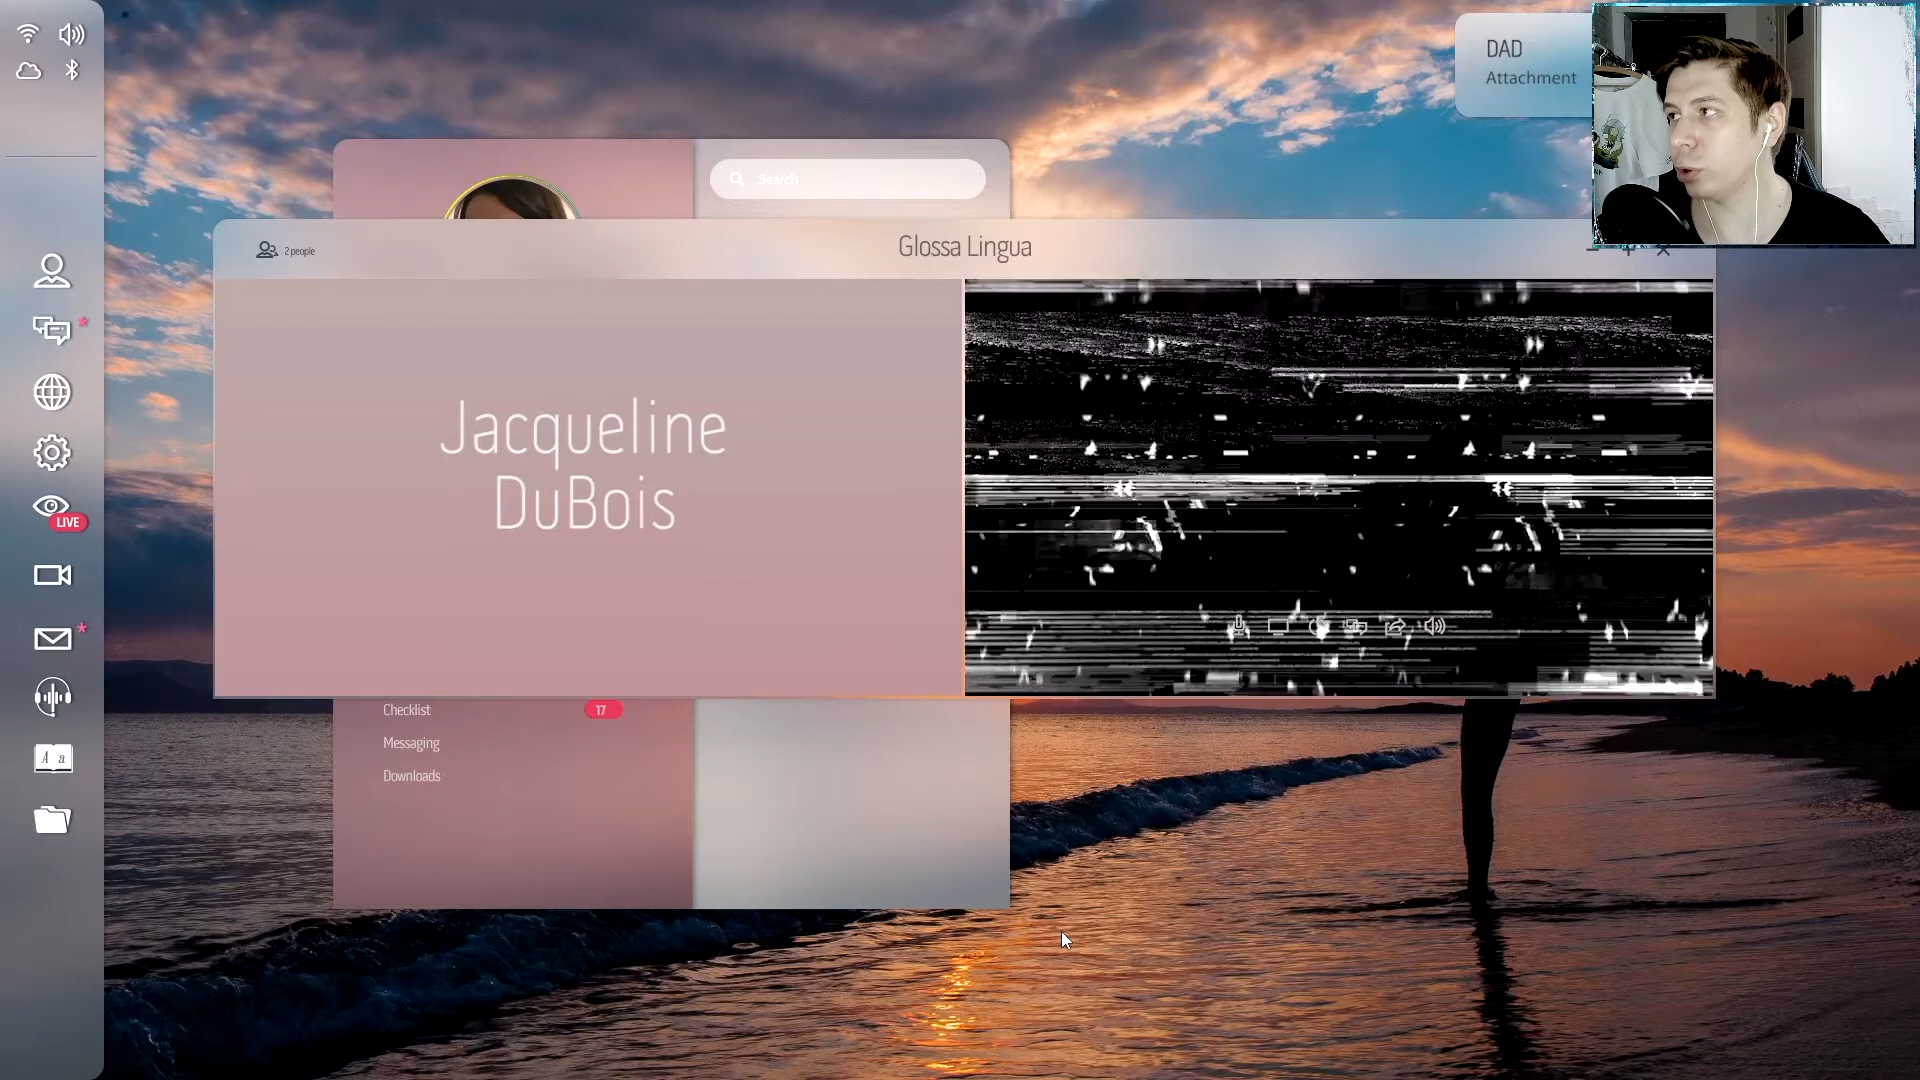 DAD
Attachment
Search
2 people
Glossa Lingua
Jacqueline
DuBois
LIVE
A a
Checklist 17
Messaging
Downloads